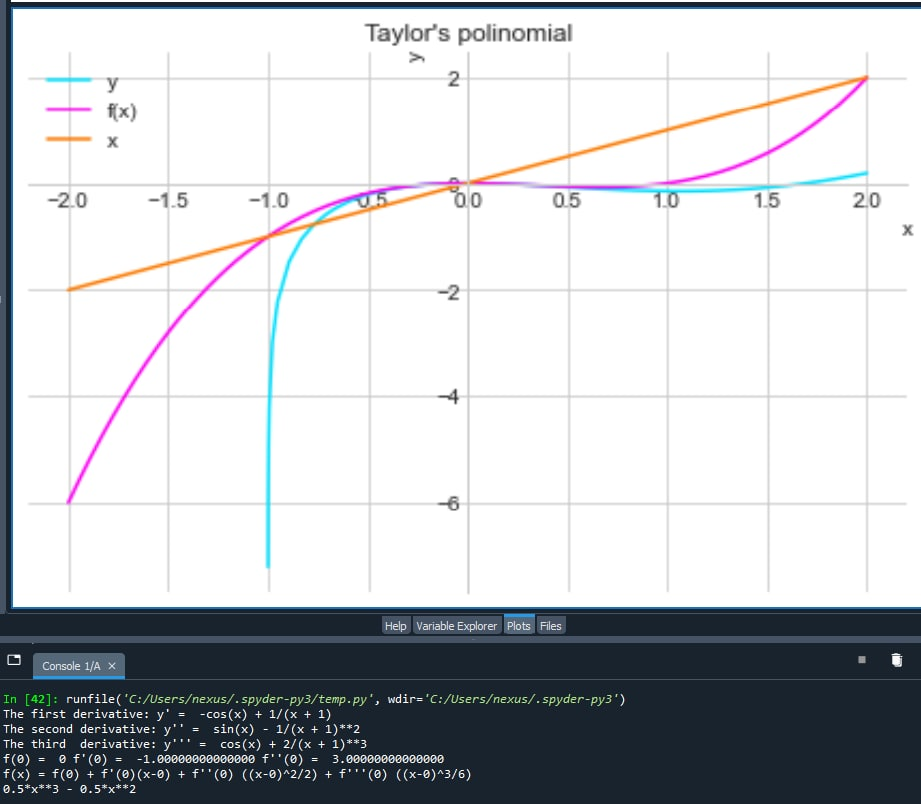 Taylor's polinomial
y
2
y
f(x)
x
0
−2.0 −1.5 −1.0 −0.5 0.0 0.5 1.0 1.5 2.0
x
−2
−4
−6
Help Variable Explorer Plots Files
Console 1/A ×
In [42]: runfile('C:/Users/nexus/.spyder-py3/temp.py', wdir='C:/Users/nexus/.spyder-py3')
The first derivative: y' =  -cos(x) + 1/(x + 1)
The second derivative: y'' =  sin(x) - 1/(x + 1)**2
The third  derivative: y''' =  cos(x) + 2/(x + 1)**3
f(0) =  0 f'(0) =  -1.00000000000000 f''(0) =  3.00000000000000
f(x) = f(0) + f'(0)(x-0) + f''(0) ((x-0)^2/2) + f'''(0) ((x-0)^3/6)
0.5*x**3 - 0.5*x**2